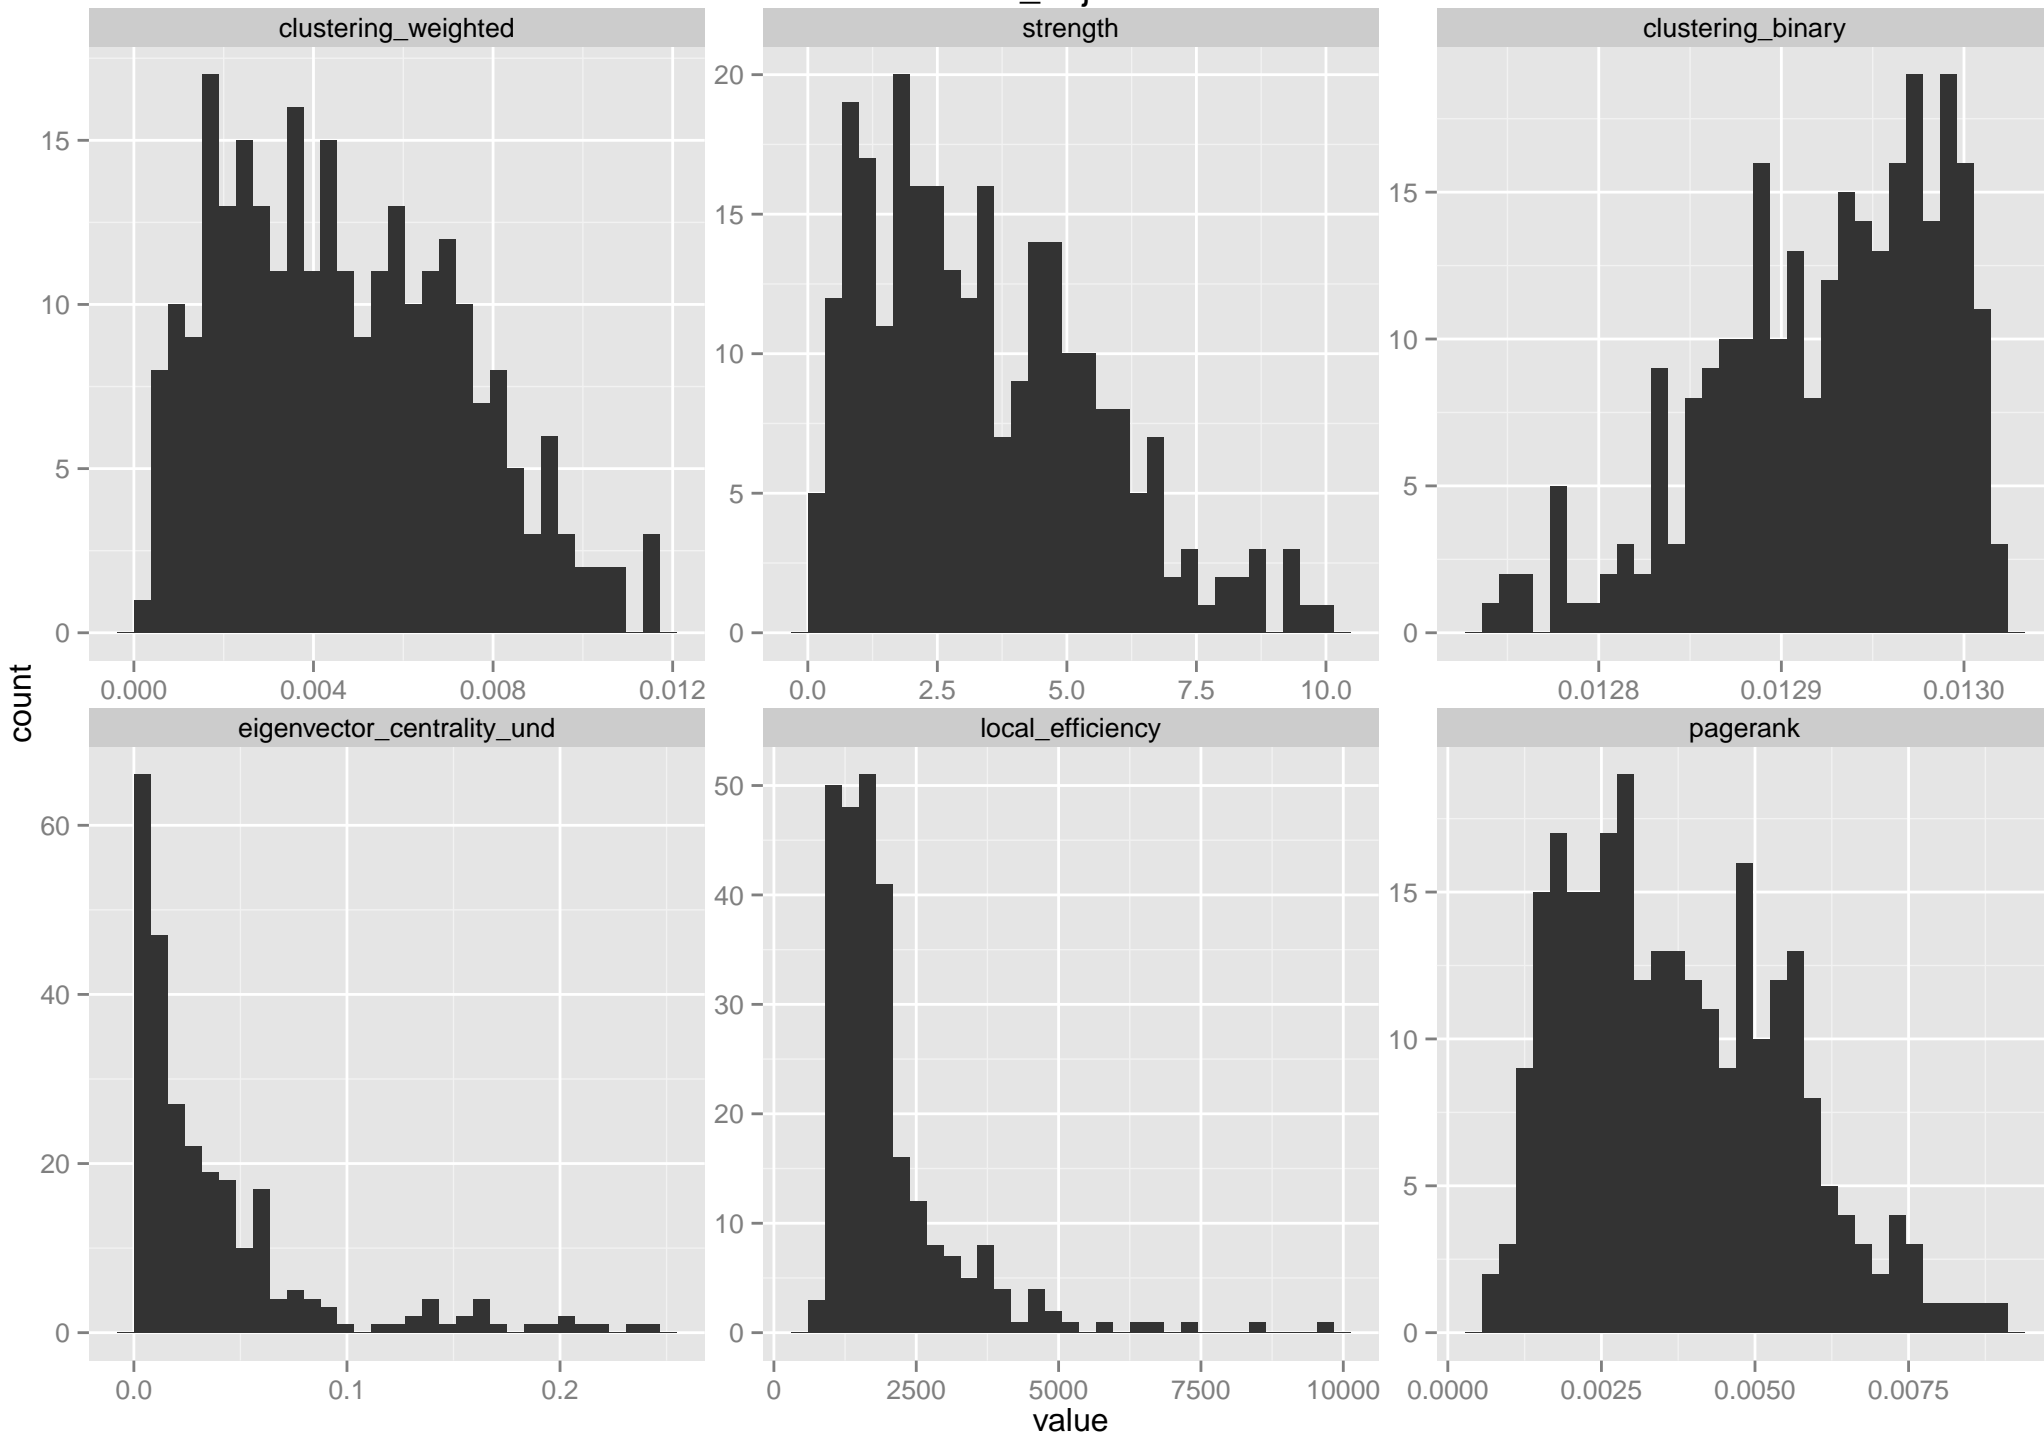 clustering_weighted
strength
clustering_binary
15
10
5
0
0.000 0.004 0.008 0.012
20
15
10
5
0
0.0 2.5 5.0 7.5 10.0
15
10
5
0
0.0128 0.0129 0.0130
count
eigenvector_centrality_und
local_efficiency
pagerank
60
40
20
0
0.0 0.1 0.2
50
40
30
20
10
0
0 2500 5000 7500 10000
15
10
5
0
0.0000 0.0025 0.0050 0.0075
value